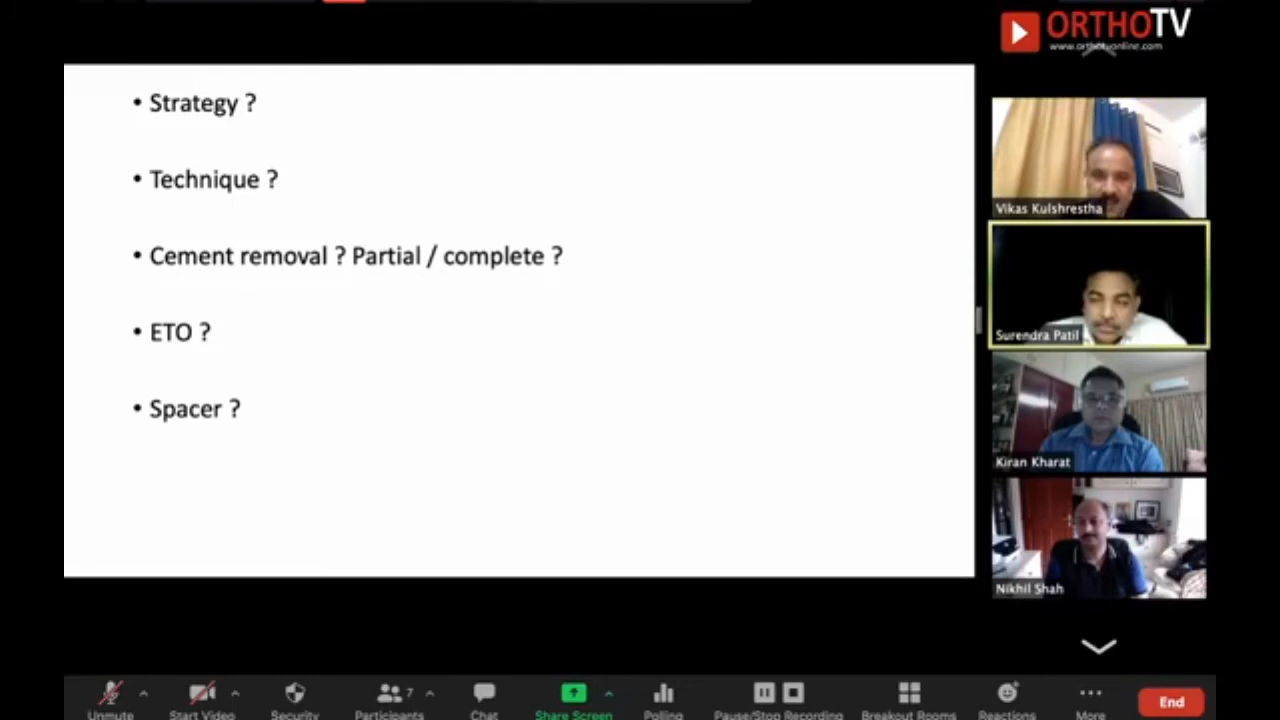 ORTHOTV
www.orthotvonline.com
• Strategy ?
• Technique ?
• Cement removal ? Partial / complete ?
• ETO ?
• Spacer ?
Vikas Kulshrestha
Surendra Patil
Kiran Kharat
Nikhil Shah
Unmute
Start Video
Security
Participants
7
Chat
Share Screen
Polling
Pause/Stop Recording
Breakout Rooms
Reactions
More
End